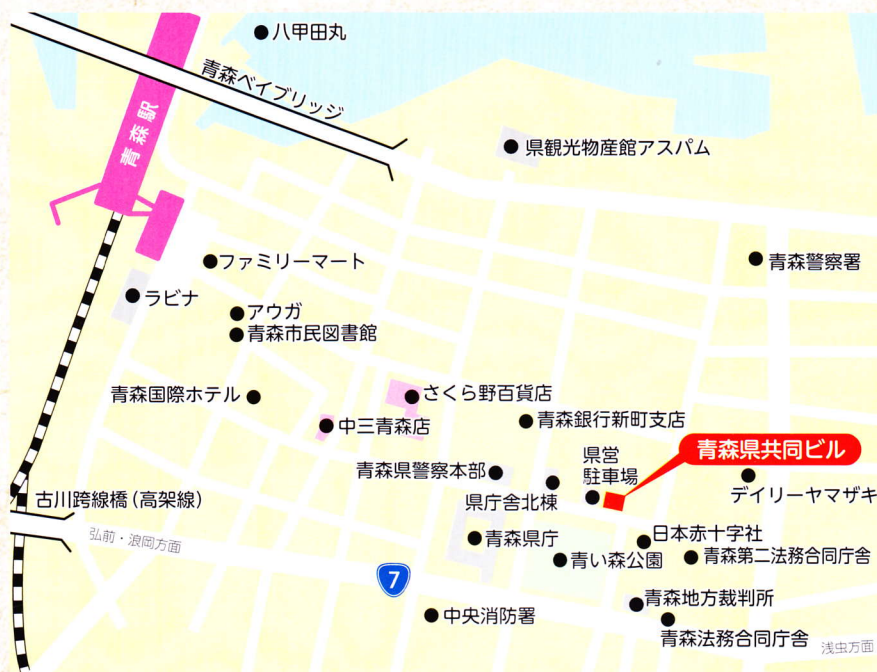 八甲田丸
青森ベイブリッジ
青森駅
県観光物産館アスパム
ファミリーマート
青森警察署
ラビナ
アウガ
青森市民図書館
青森国際ホテル
さくら野百貨店
中三青森店
青森銀行新町支店
青森県共同ビル
県営
駐車場
青森県警察本部
デイリーヤマザキ
古川跨線橋(高架線)
県庁舎北棟
弘前・浪岡方面
青森県庁
日本赤十字社
青い森公園
青森第二法務合同庁舎
7
中央消防署
青森地方裁判所
青森法務合同庁舎
浅虫方面